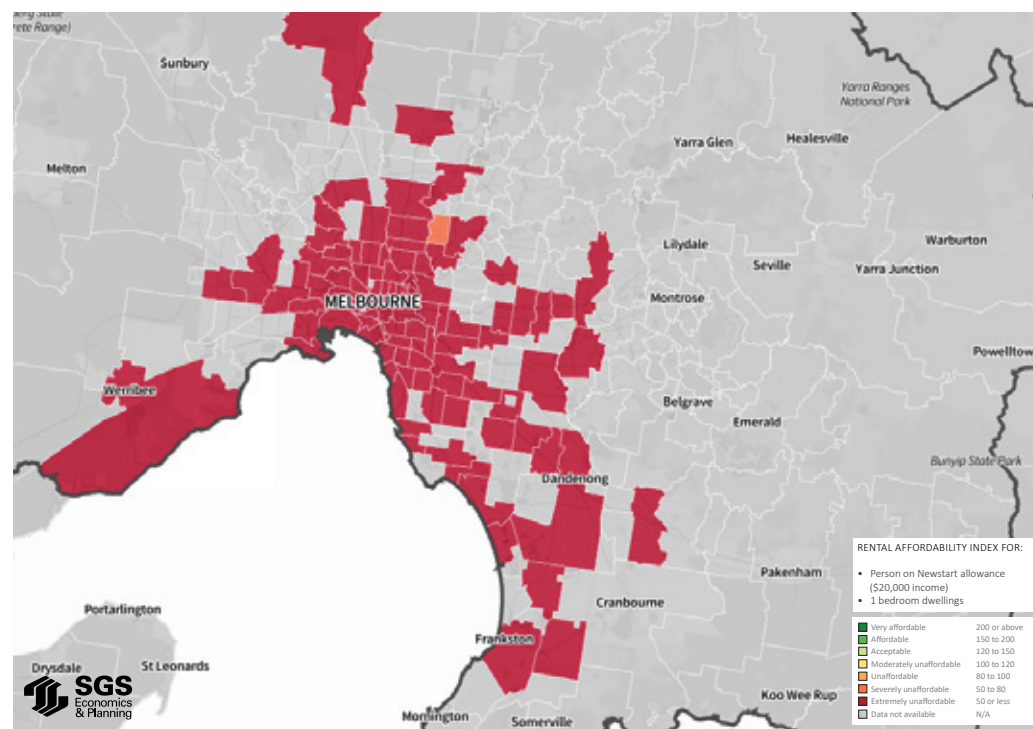 rete Range)
Sunbury
Yarra Ranges
National Park
Healesville
Yarra Glen
Melton
Lilydale
Warburton
Seville
Yarra Junction
Montrose
MELBOURNE
Powelltow
Werribee
Belgrave
Emerald
Bunyip State Park
Dandenong
RENTAL AFFORDABILITY INDEX FOR:
• Person on Newstart allowance
($20,000 income)
• 1 bedroom dwellings
Pakenham
Cranbourne
Portarlington
Frankston
Very affordable 200 or above
Affordable 150 to 200
Acceptable 120 to 150
Moderately unaffordable 100 to 120
Unaffordable 80 to 100
Severely unaffordable 50 to 80
Extremely unaffordable 50 or less
Data not available N/A
Drysdale
St Leonards
SGS
Economics
& Planning
Koo Wee Rup
Mornington
Somerville